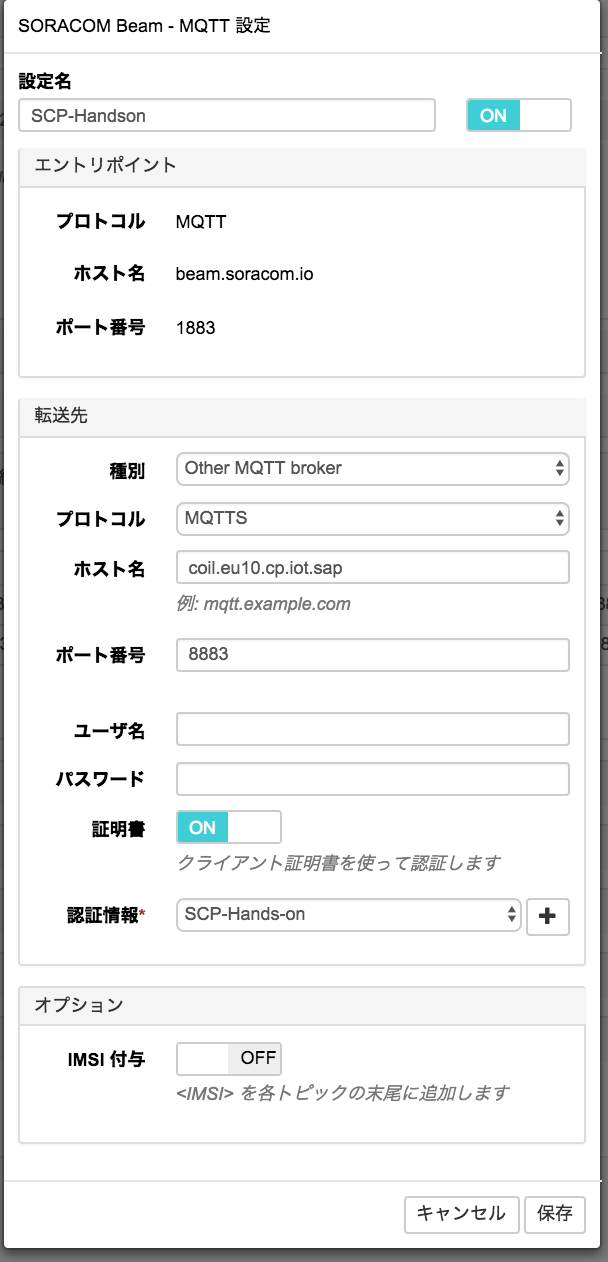 SORACOM Beam - MQTT 設定
設定名
SCP-Handson
ON
エントリポイント
プロトコル MQTT
ホスト名 beam.soracom.io
ポート番号 1883
転送先
種別 Other MQTT broker
プロトコル MQTTS
ホスト名 coil.eu10.cp.iot.sap
例: mqtt.example.com
ポート番号 8883
ユーザ名
パスワード
証明書 ON
クライアント証明書を使って認証します
認証情報* SCP-Hands-on
オプション
IMSI 付与 OFF
<IMSI> を各トピックの末尾に追加します
キャンセル 保存